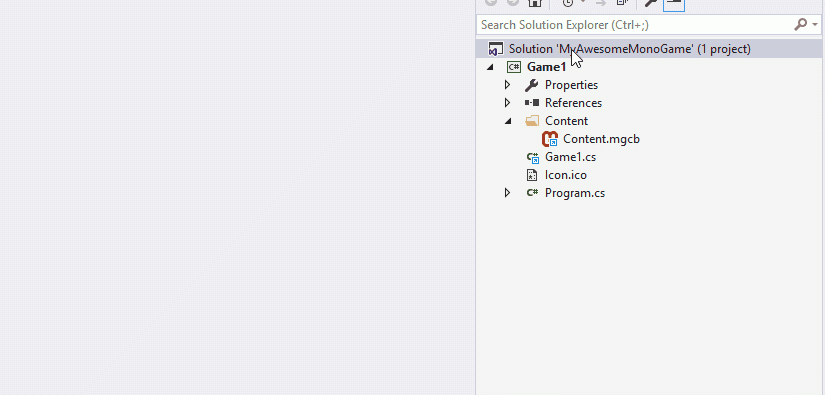 Search Solution Explorer (Ctrl+;)
Solution 'MyAwesomeMonoGame' (1 project)
C# Game1
Properties
References
Content
Content.mgcb
C# Game1.cs
Icon.ico
C# Program.cs